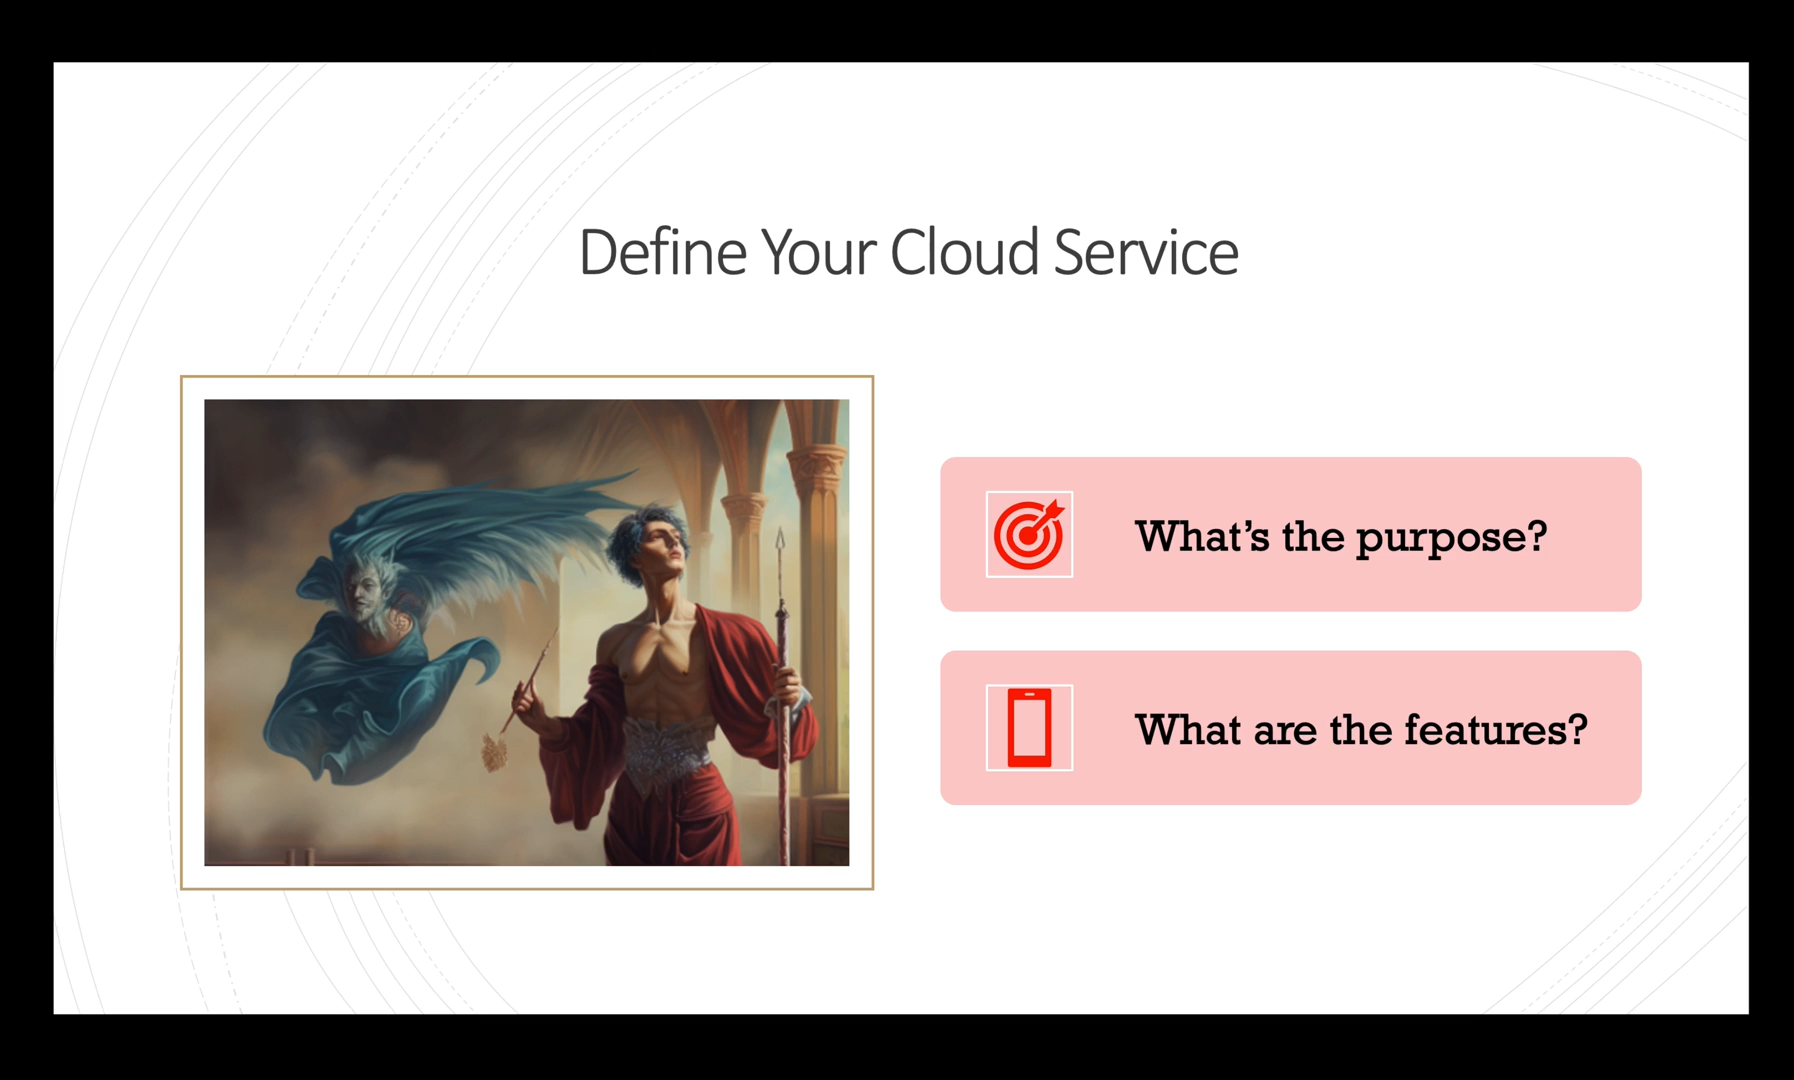 Define Your Cloud Service
What’s the purpose?
What are the features?